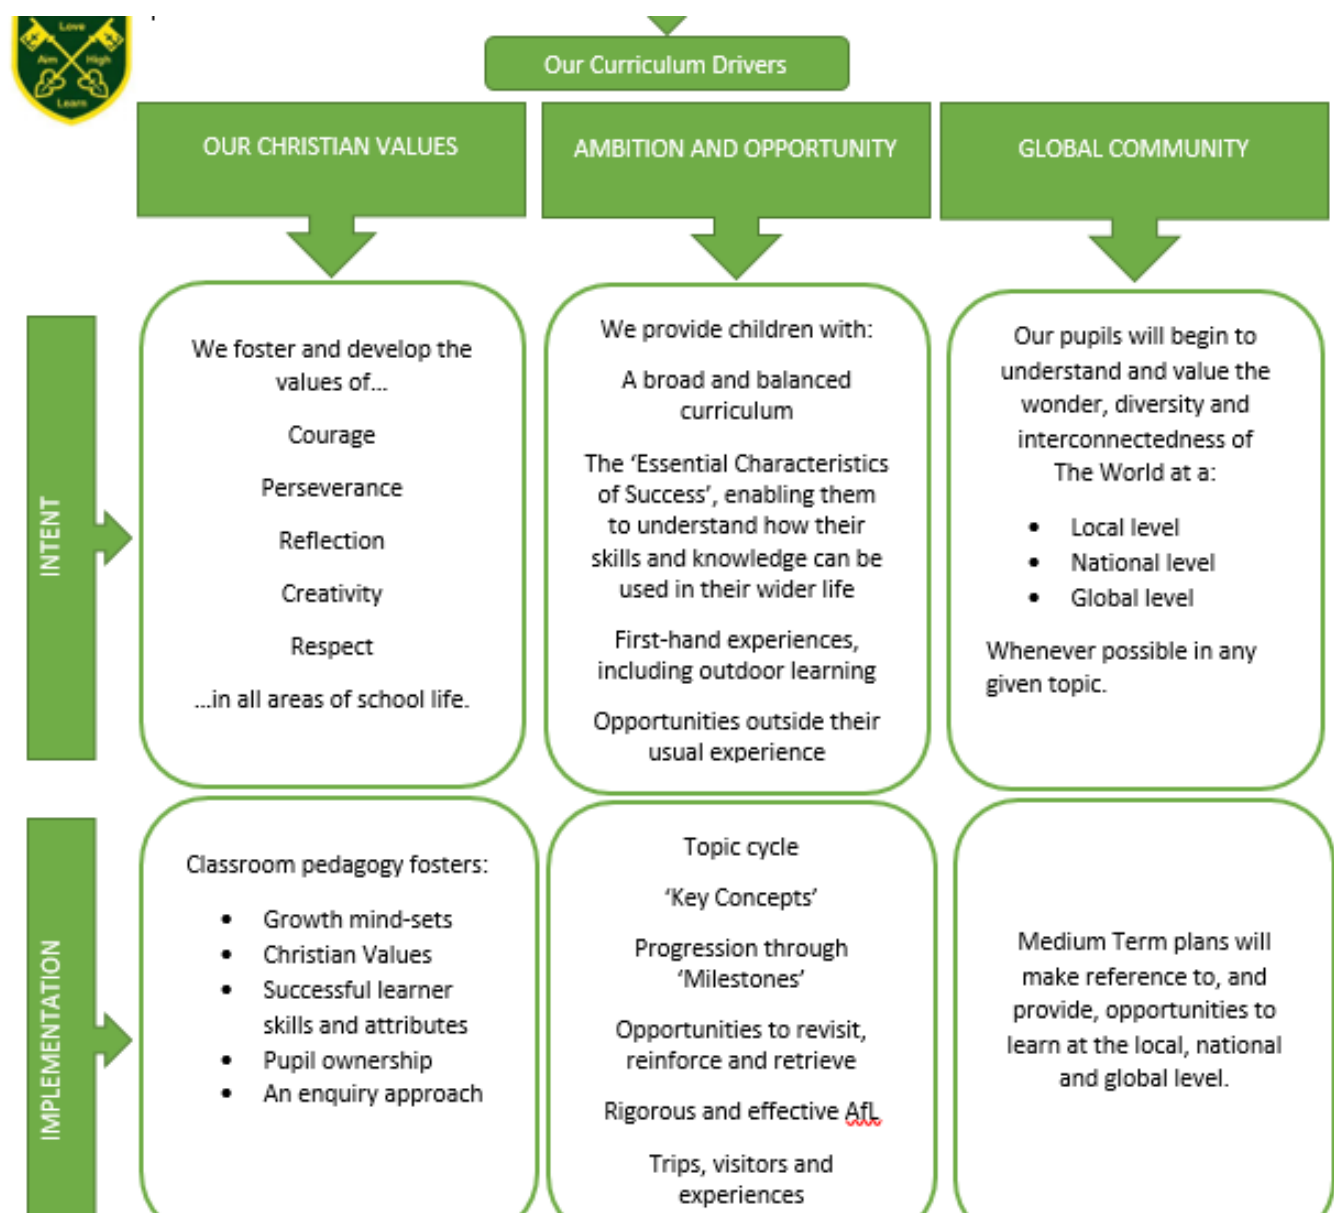 Love
Aim High
Learn
Our Curriculum Drivers
OUR CHRISTIAN VALUES
AMBITION AND OPPORTUNITY
GLOBAL COMMUNITY
INTENT
We foster and develop the
values of...
Courage
Perseverance
Reflection
Creativity
Respect
...in all areas of school life.
We provide children with:
A broad and balanced
curriculum
The ‘Essential Characteristics
of Success’, enabling them
to understand how their
skills and knowledge can be
used in their wider life
First-hand experiences,
including outdoor learning
Opportunities outside their
usual experience
Our pupils will begin to
understand and value the
wonder, diversity and
interconnectedness of
The World at a:
• Local level
• National level
• Global level
Whenever possible in any
given topic.
IMPLEMENTATION
Classroom pedagogy fosters:
• Growth mind-sets
• Christian Values
• Successful learner
skills and attributes
• Pupil ownership
• An enquiry approach
Topic cycle
‘Key Concepts’
Progression through
‘Milestones’
Opportunities to revisit,
reinforce and retrieve
Rigorous and effective AfL
Trips, visitors and
experiences
Medium Term plans will
make reference to, and
provide, opportunities to
learn at the local, national
and global level.